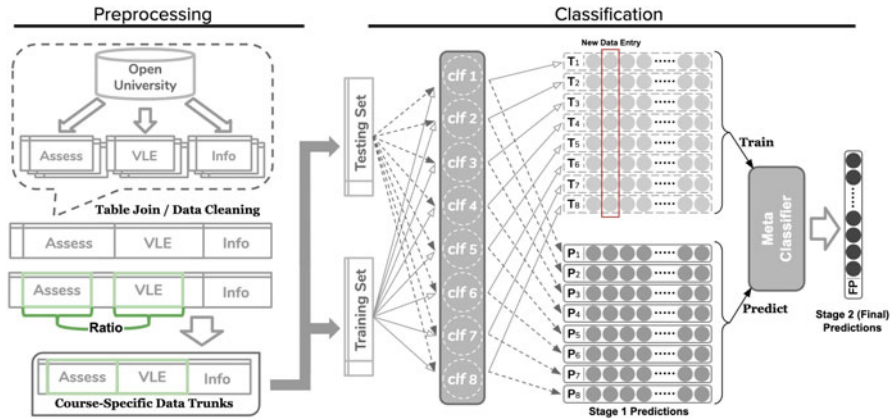 Preprocessing
Open
University
Assess
VLE
Info
Table Join / Data Cleaning
Assess
VLE
Info
Assess
VLE
Info
Ratio
Assess
VLE
Info
Course-Specific Data Trunks
Classification
Testing Set
Training Set
clf 1
clf 2
clf 3
clf 4
clf 5
clf 6
clf 7
clf 8
New Data Entry
T1
T2
T3
T4
T5
T6
T7
T8
P1
P2
P3
P4
P5
P6
P7
P8
Stage 1 Predictions
Train
Predict
Meta
Classifier
FP
Stage 2 (Final)
Predictions